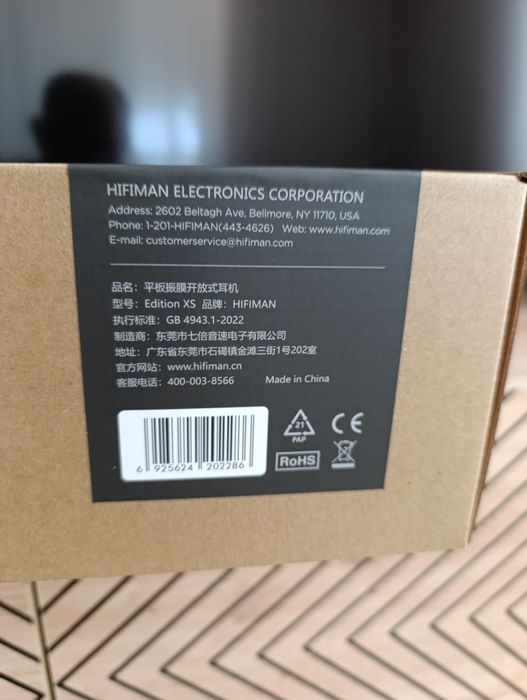 HIFIMAN ELECTRONICS CORPORATION
Address: 2602 Beltagh Ave, Bellmore, NY 11710, USA
Phone: 1-201-HIFIMAN(443-4626) Web: www.hifiman.com
E-mail: customerservice@hifiman.com
品名：平板振膜开放式耳机
型号：Edition XS 品牌：HIFIMAN
执行标准：GB 4943.1-2022
制造商：东莞市七倍音速电子有限公司
地址：广东省东莞市石碣镇金滩三街1号202室
官方网站：www.hifiman.cn
客服电话：400-003-8566 Made in China
6 925624 202286
21
PAP
CE
RoHS